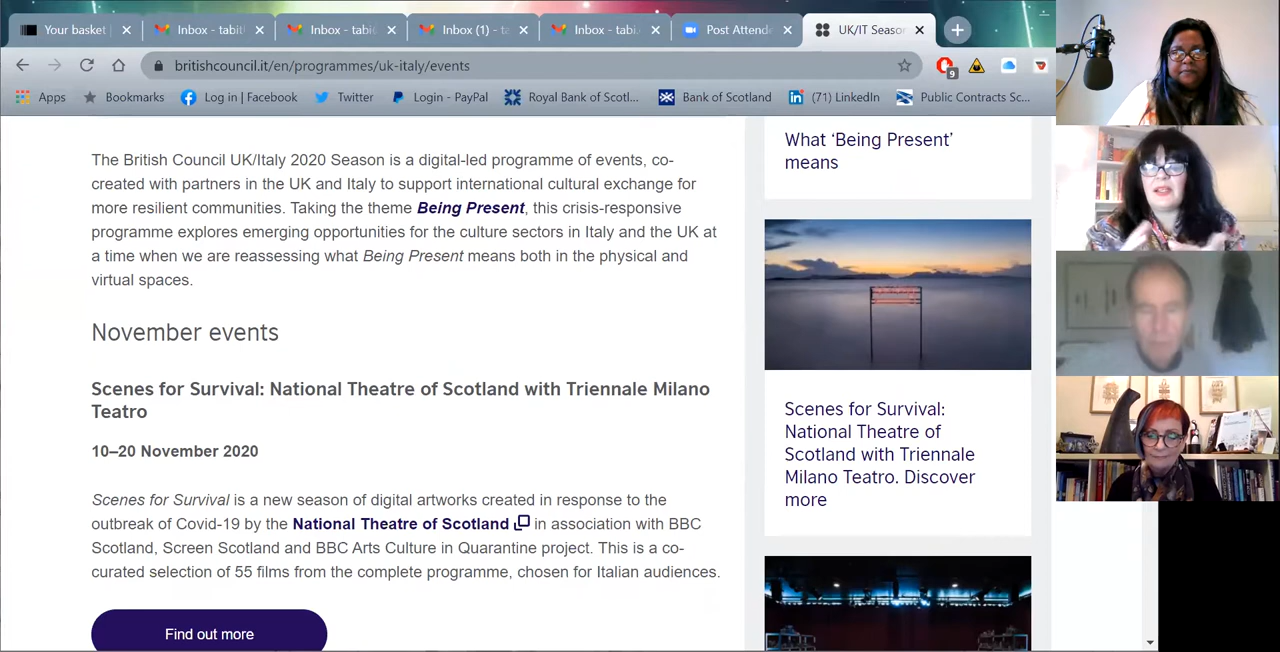 Your basket
Inbox - tabit
Inbox - tabi
Inbox (1) - ta
Inbox - tabi
Post Attend
UK/IT Seaso
britishcouncil.it/en/programmes/uk-italy/events
9
Apps
Bookmarks
Log in | Facebook
Twitter
Login - PayPal
Royal Bank of Scotl...
Bank of Scotland
(71) LinkedIn
Public Contracts Sc...
The British Council UK/Italy 2020 Season is a digital-led programme of events, co-
created with partners in the UK and Italy to support international cultural exchange for
more resilient communities. Taking the theme Being Present, this crisis-responsive
programme explores emerging opportunities for the culture sectors in Italy and the UK at
a time when we are reassessing what Being Present means both in the physical and
virtual spaces.
November events
Scenes for Survival: National Theatre of Scotland with Triennale Milano
Teatro
10–20 November 2020
Scenes for Survival is a new season of digital artworks created in response to the
outbreak of Covid-19 by the National Theatre of Scotland in association with BBC
Scotland, Screen Scotland and BBC Arts Culture in Quarantine project. This is a co-
curated selection of 55 films from the complete programme, chosen for Italian audiences.
Find out more
What ‘Being Present’
means
Scenes for Survival:
National Theatre of
Scotland with Triennale
Milano Teatro. Discover
more